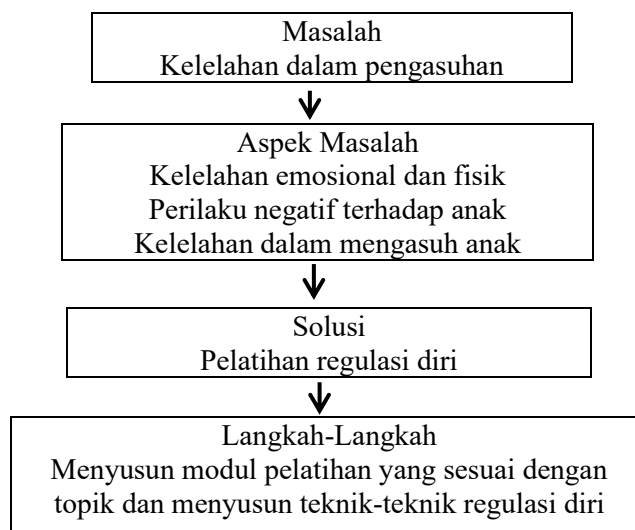 Masalah
Kelelahan dalam pengasuhan
Aspek Masalah
Kelelahan emosional dan fisik
Perilaku negatif terhadap anak
Kelelahan dalam mengasuh anak
Solusi
Pelatihan regulasi diri
Langkah-Langkah
Menyusun modul pelatihan yang sesuai dengan
topik dan menyusun teknik-teknik regulasi diri